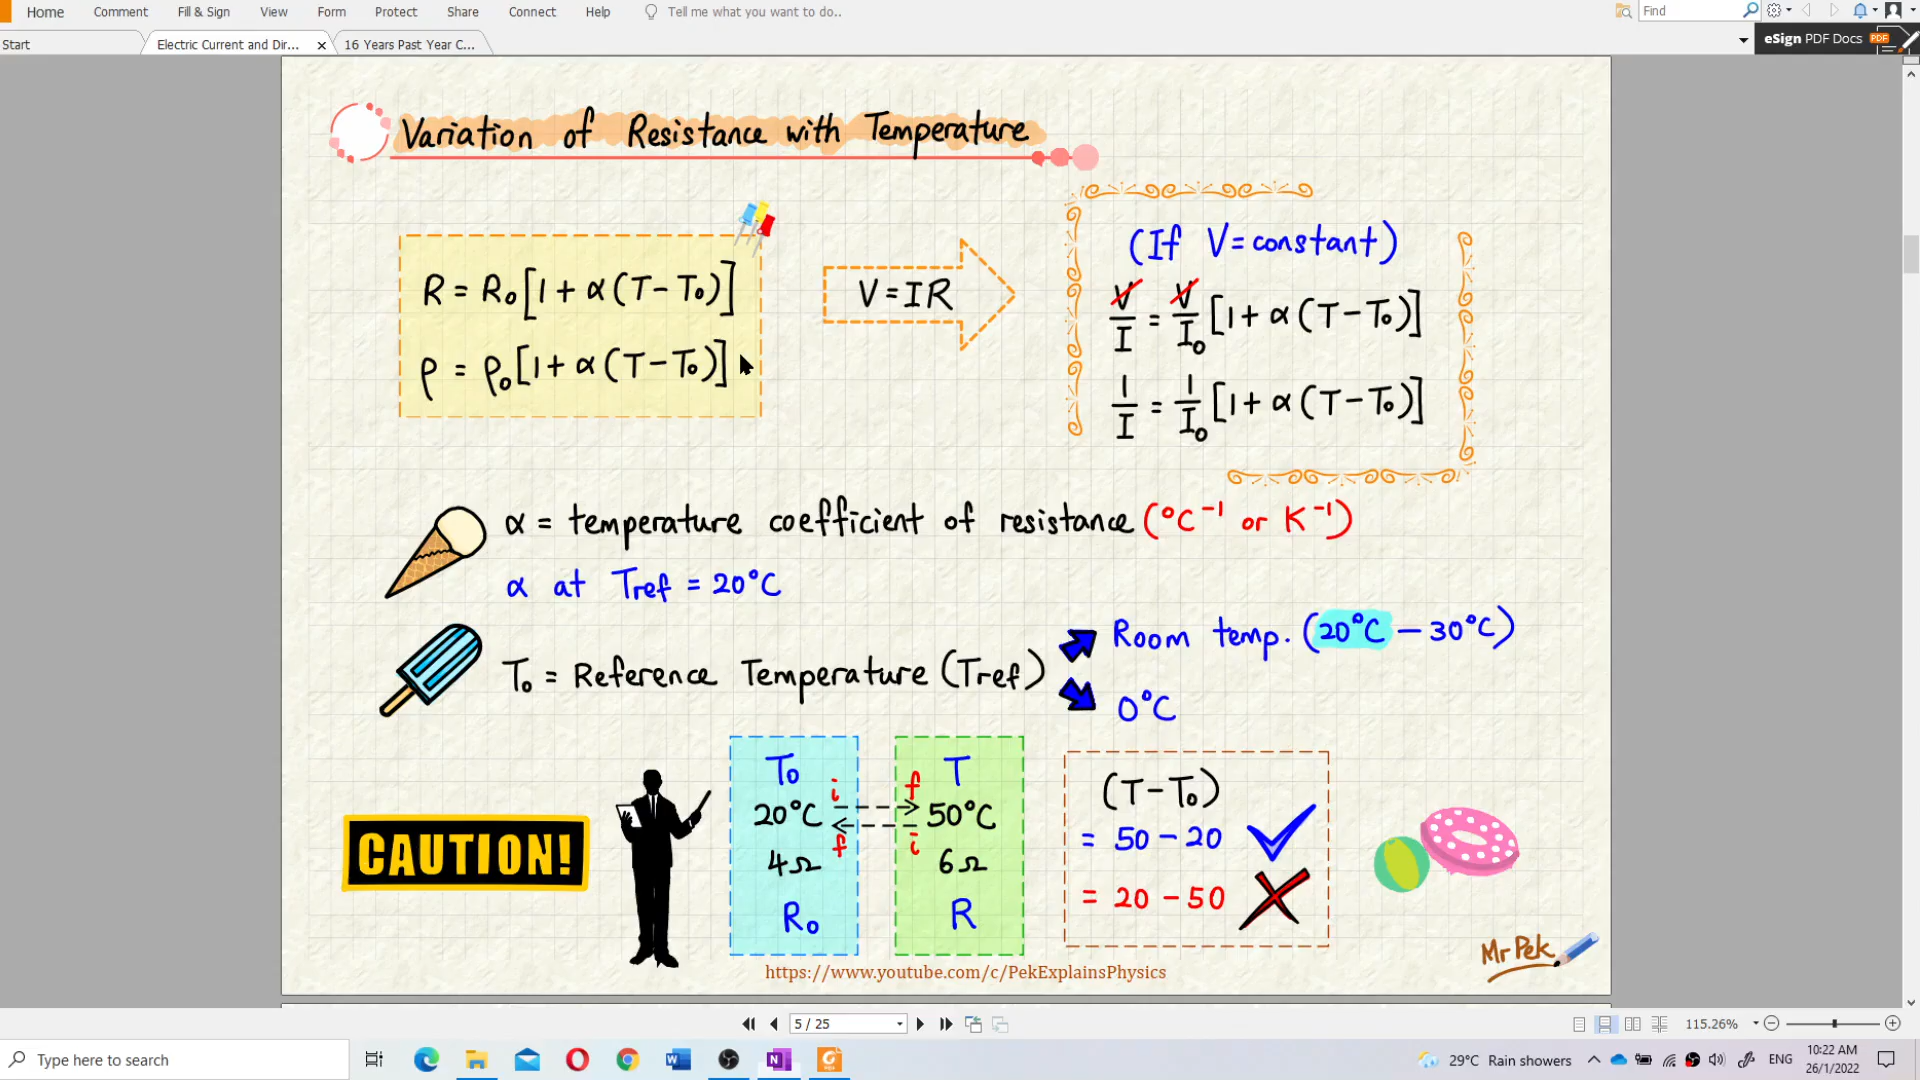 Home Comment Fill & Sign View Form Protect Share Connect Help Tell me what you want to do.. Find
Start Electric Current and Dir... × 16 Years Past Year C... eSign PDF Docs PDF
Variation of Resistance with Temperature
R = R₀[1 + α(T − T₀)]
ρ = ρ₀[1 + α(T − T₀)]
V = IR
(If V = constant)
V/I = V/I₀ [1 + α(T − T₀)]
1/I = 1/I₀ [1 + α(T − T₀)]
α = temperature coefficient of resistance (°C⁻¹ or K⁻¹)
α at Tref = 20°C
T₀ = Reference Temperature (Tref)
Room temp. (20°C − 30°C)
0°C
CAUTION!
T₀ T
i f
20°C 50°C
f i
4Ω 6Ω
R₀ R
(T − T₀)
= 50 − 20
= 20 − 50
Mr Pek
https://www.youtube.com/c/PekExplainsPhysics
5 / 25 115.26%
Type here to search 29°C Rain showers ENG 10:22 AM
26/1/2022